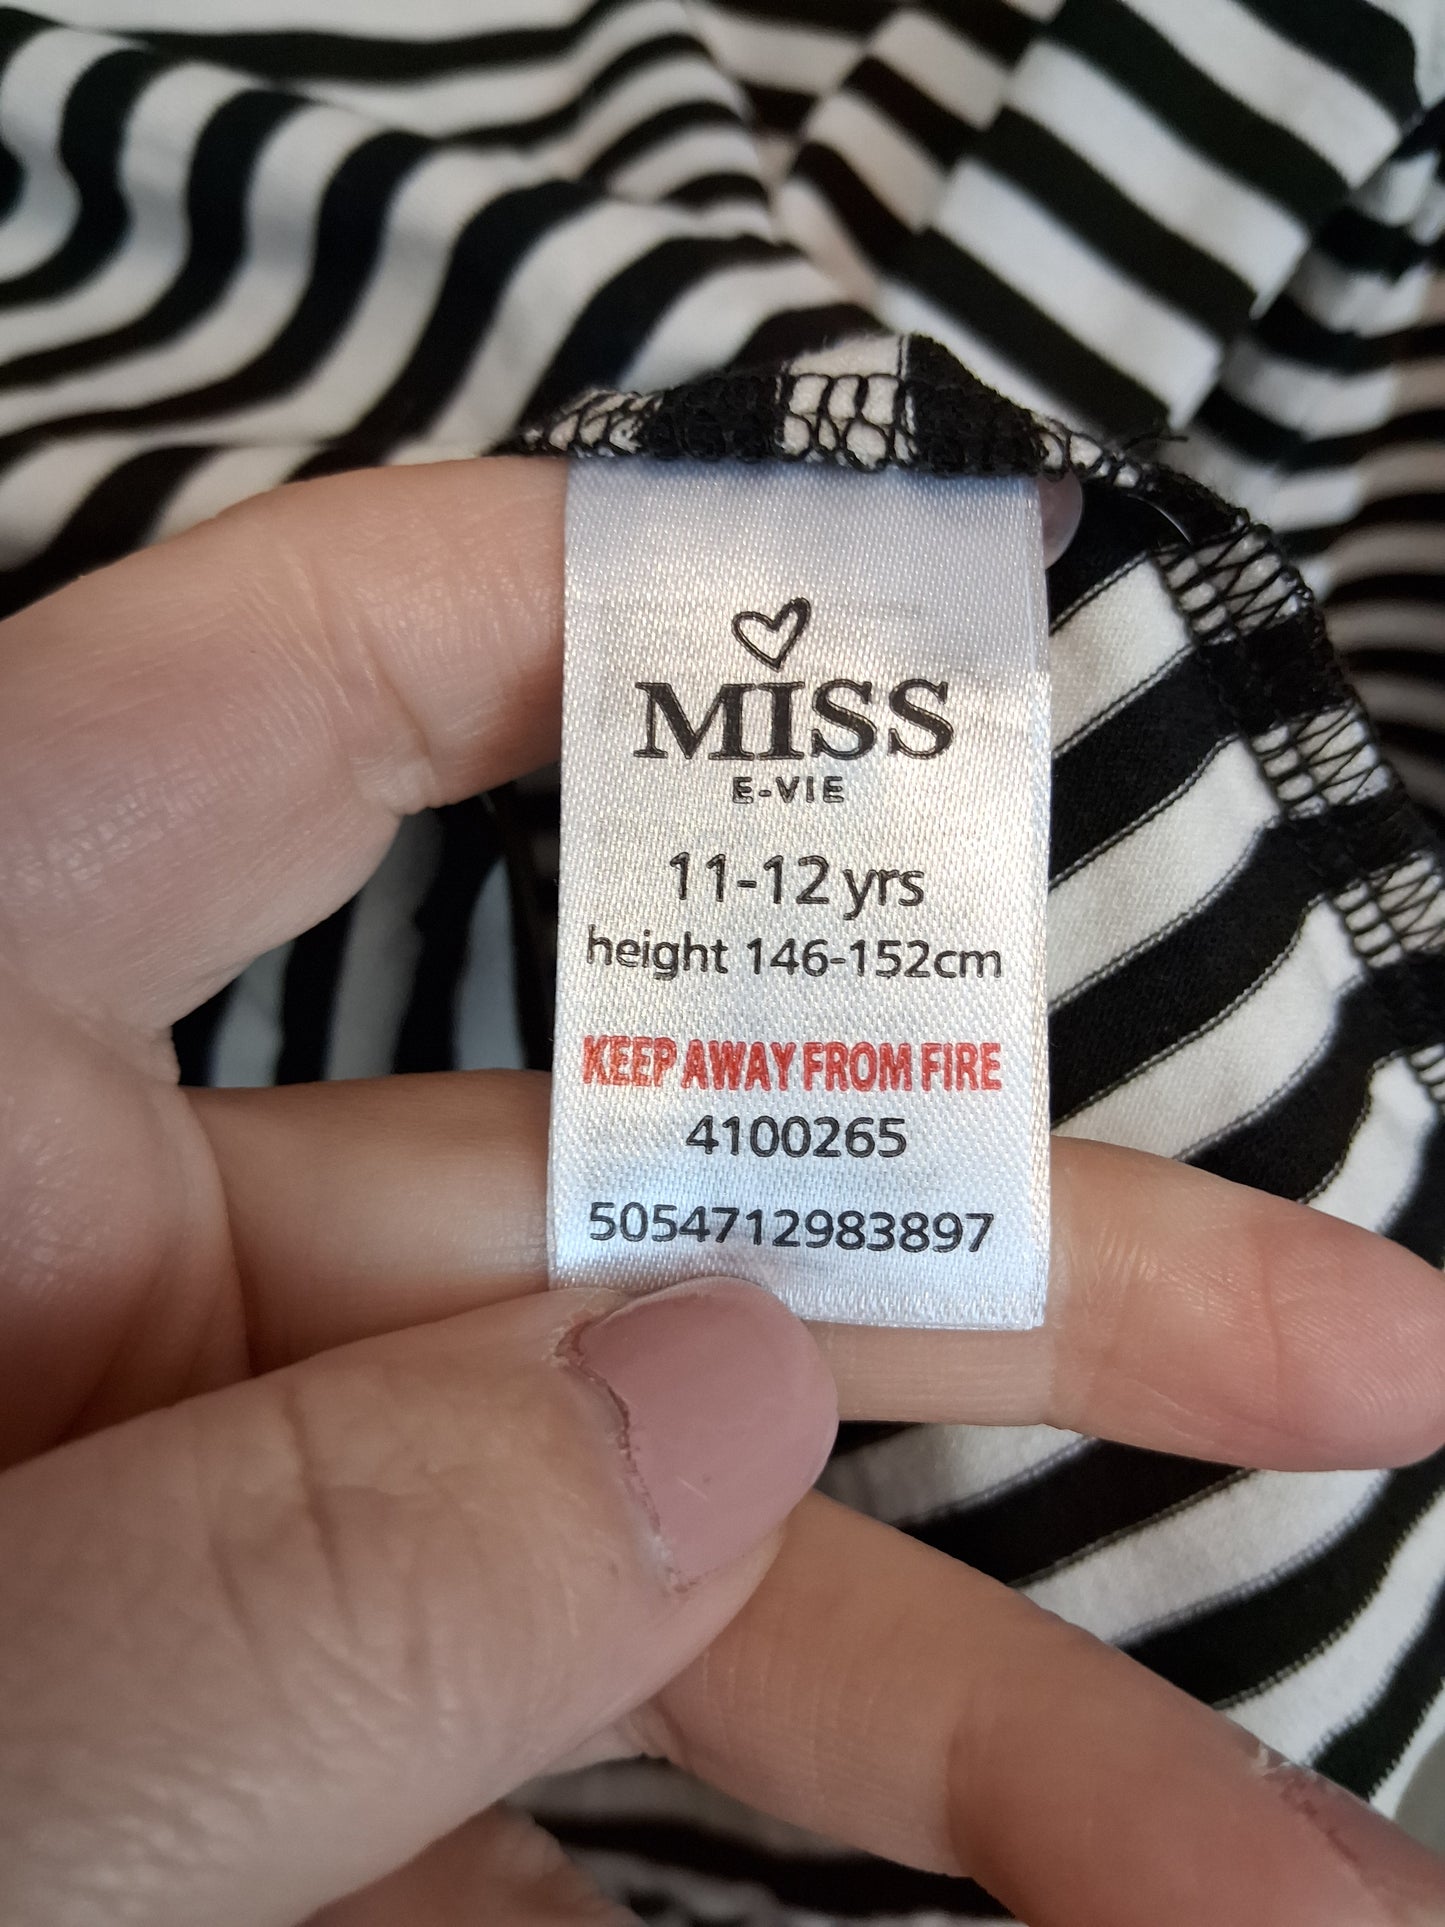 MISS
E-VIE
11-12 yrs
height 146-152cm
KEEP AWAY FROM FIRE
4100265
5054712983897